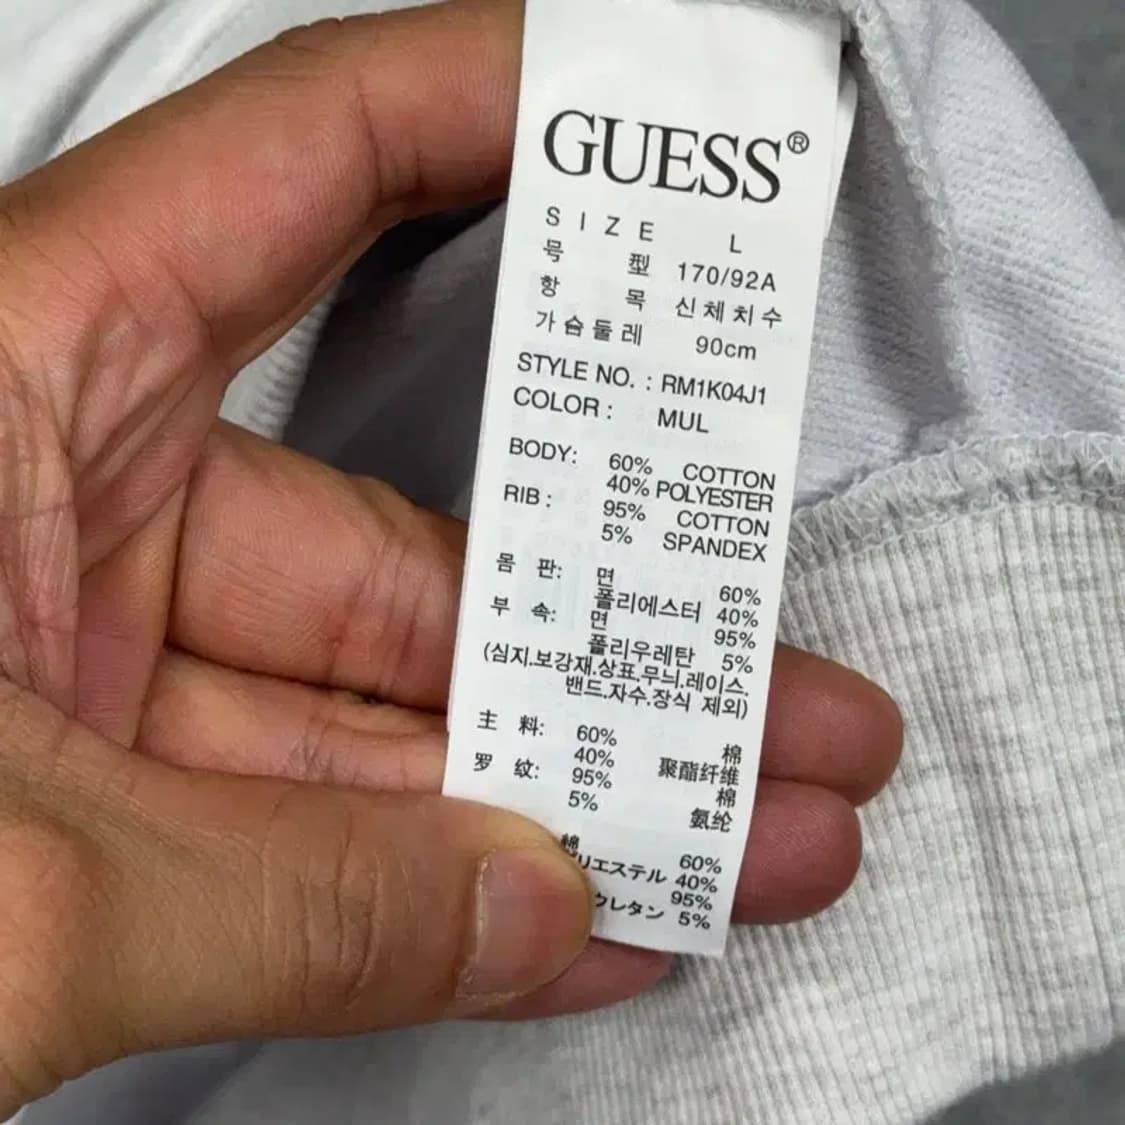 GUESS®
SIZE L
号 型 170/92A
항 목 신체치수
가슴둘레 90cm
STYLE NO. : RM1K04J1
COLOR : MUL
BODY: 60% COTTON
40% POLYESTER
RIB : 95% COTTON
5% SPANDEX
몸 판: 면 60%
폴리에스터 40%
부 속: 면 95%
폴리우레탄 5%
(심지.보강재.상표.무늬.레이스.
밴드.자수.장식 제외)
主 料: 60% 棉
40% 聚酯纤维
罗 纹: 95% 棉
5% 氨纶
綿 60%
リエステル 40%
95%
ウレタン 5%